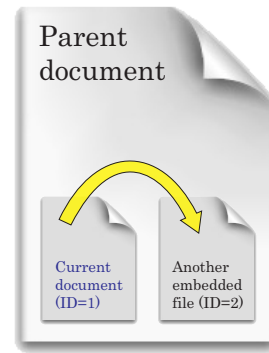 Parent
document
Current
document
(ID=1)
Another
embedded
file (ID=2)